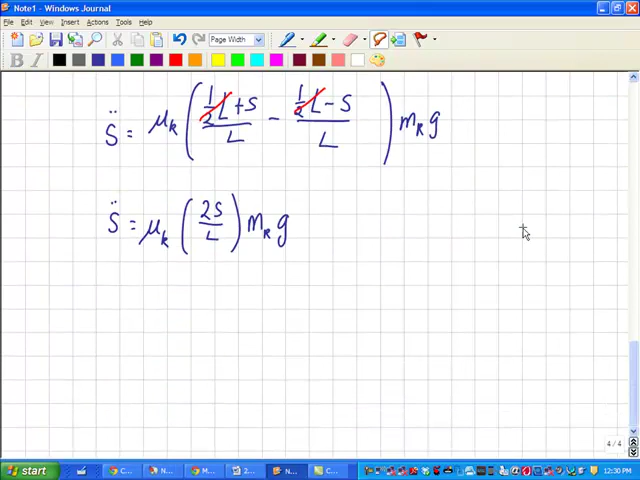 Note1 - Windows Journal
File Edit View Insert Actions Tools Help
Page Width
B I
S̈ = μk ( (½L + S)/L − (½L − S)/L ) mR g
S̈ = μk ( 2S/L ) mR g
4 / 4
start C... N... M... 2... N... C... 12:30 PM